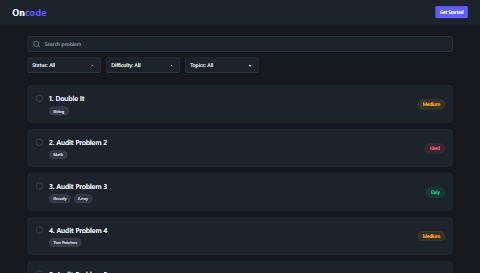 Oncode
Get Started
Search problem
Status: All
Difficulty: All
Topics: All
1. Double It
String
Medium
2. Audit Problem 2
Math
Hard
3. Audit Problem 3
Greedy
Array
Easy
4. Audit Problem 4
Two Pointers
Medium